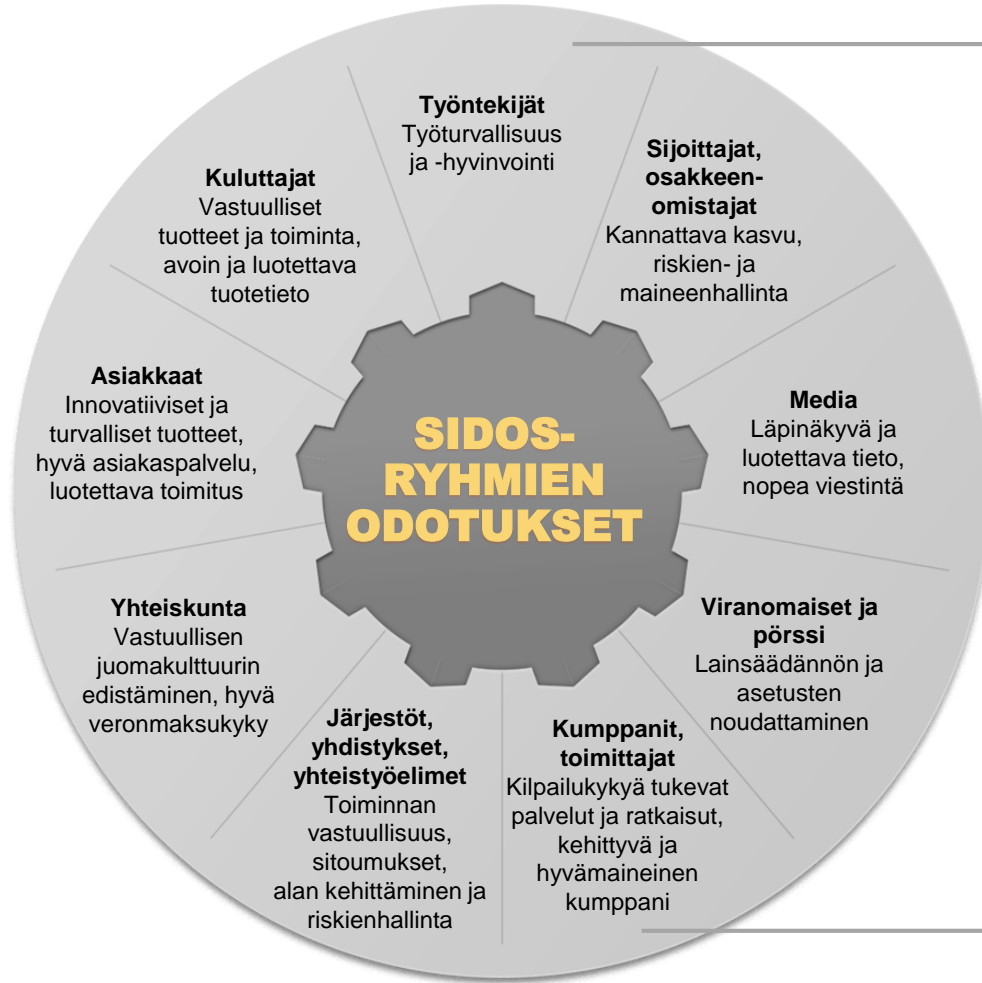 Työntekijät
Työturvallisuus
ja -hyvinvointi
Sijoittajat,
osakkeen-
omistajat
Kannattava kasvu,
riskien- ja
maineenhallinta
Media
Läpinäkyvä ja
luotettava tieto,
nopea viestintä
Viranomaiset ja
pörssi
Lainsäädännön ja
asetusten
noudattaminen
Kumppanit,
toimittajat
Kilpailukykyä tukevat
palvelut ja ratkaisut,
kehittyvä ja
hyvämaineinen
kumppani
Järjestöt,
yhdistykset,
yhteistyöelimet
Toiminnan
vastuullisuus,
sitoumukset,
alan kehittäminen ja
riskienhallinta
Yhteiskunta
Vastuullisen
juomakulttuurin
edistäminen, hyvä
veronmaksukyky
Asiakkaat
Innovatiiviset ja
turvalliset tuotteet,
hyvä asiakaspalvelu,
luotettava toimitus
Kuluttajat
Vastuulliset
tuotteet ja toiminta,
avoin ja luotettava
tuotetieto
SIDOS-
RYHMIEN
ODOTUKSET